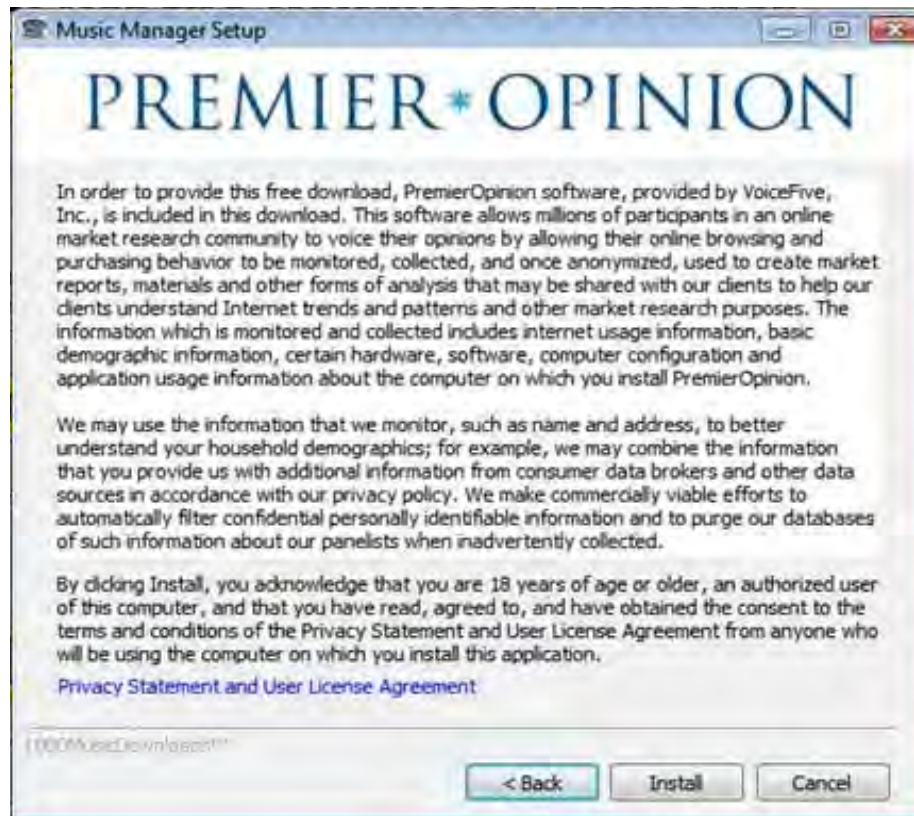 Music Manager Setup
PREMIER*OPINION
In order to provide this free download, PremierOpinion software, provided by VoiceFive,
Inc., is included in this download. This software allows millions of participants in an online
market research community to voice their opinions by allowing their online browsing and
purchasing behavior to be monitored, collected, and once anonymized, used to create market
reports, materials and other forms of analysis that may be shared with our clients to help our
clients understand Internet trends and patterns and other market research purposes. The
information which is monitored and collected includes internet usage information, basic
demographic information, certain hardware, software, computer configuration and
application usage information about the computer on which you install PremierOpinion.
We may use the information that we monitor, such as name and address, to better
understand your household demographics; for example, we may combine the information
that you provide us with additional information from consumer data brokers and other data
sources in accordance with our privacy policy. We make commercially viable efforts to
automatically filter confidential personally identifiable information and to purge our databases
of such information about our panelists when inadvertently collected.
By clicking Install, you acknowledge that you are 18 years of age or older, an authorized user
of this computer, and that you have read, agreed to, and have obtained the consent to the
terms and conditions of the Privacy Statement and User License Agreement from anyone who
will be using the computer on which you install this application.
Privacy Statement and User License Agreement
< Back Install Cancel